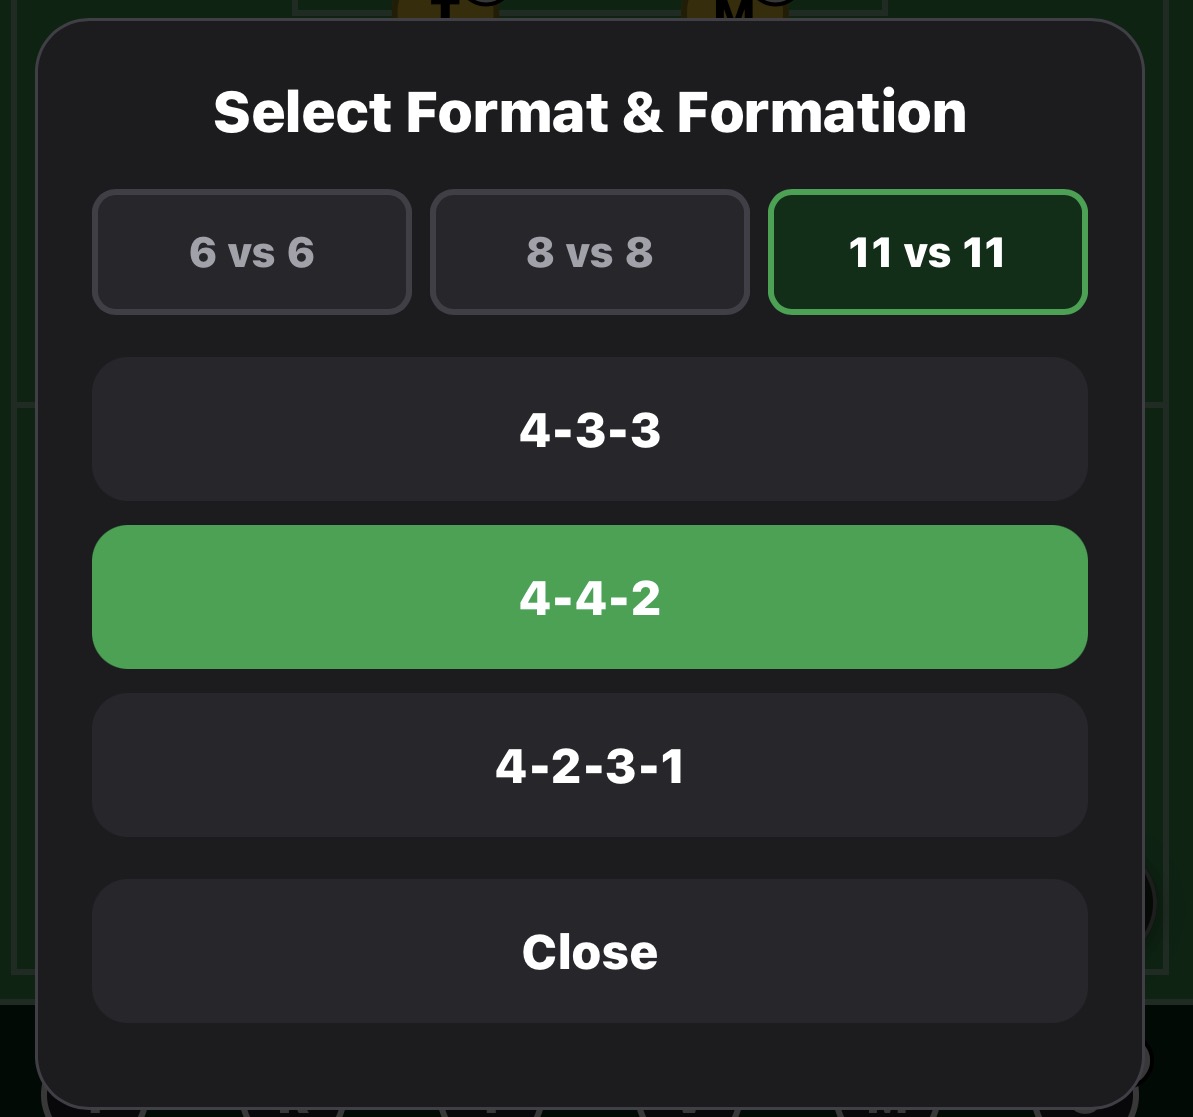 Select Format & Formation
6 vs 6
8 vs 8
11 vs 11
4-3-3
4-4-2
4-2-3-1
Close